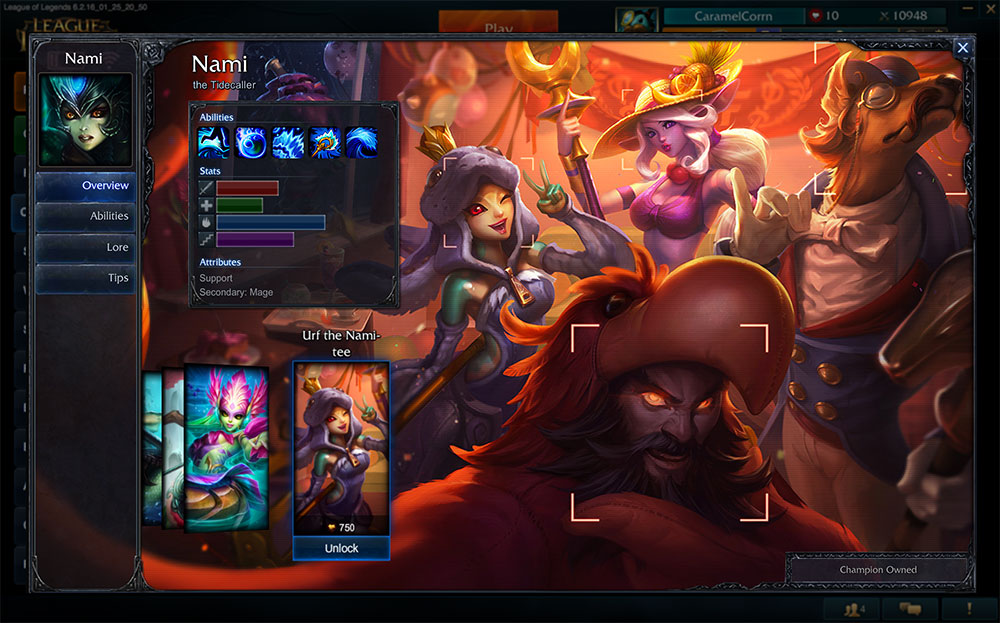 League of Legends 6.2.16_01_25_20_50
LEAGUE
Play
CaramelCorrn
10
10948
Nami
Overview
Abilities
Lore
Tips
Nami
the Tidecaller
Abilities
Stats
Attributes
Support
Secondary: Mage
Urf the Nami-
tee
750
Unlock
Champion Owned
4